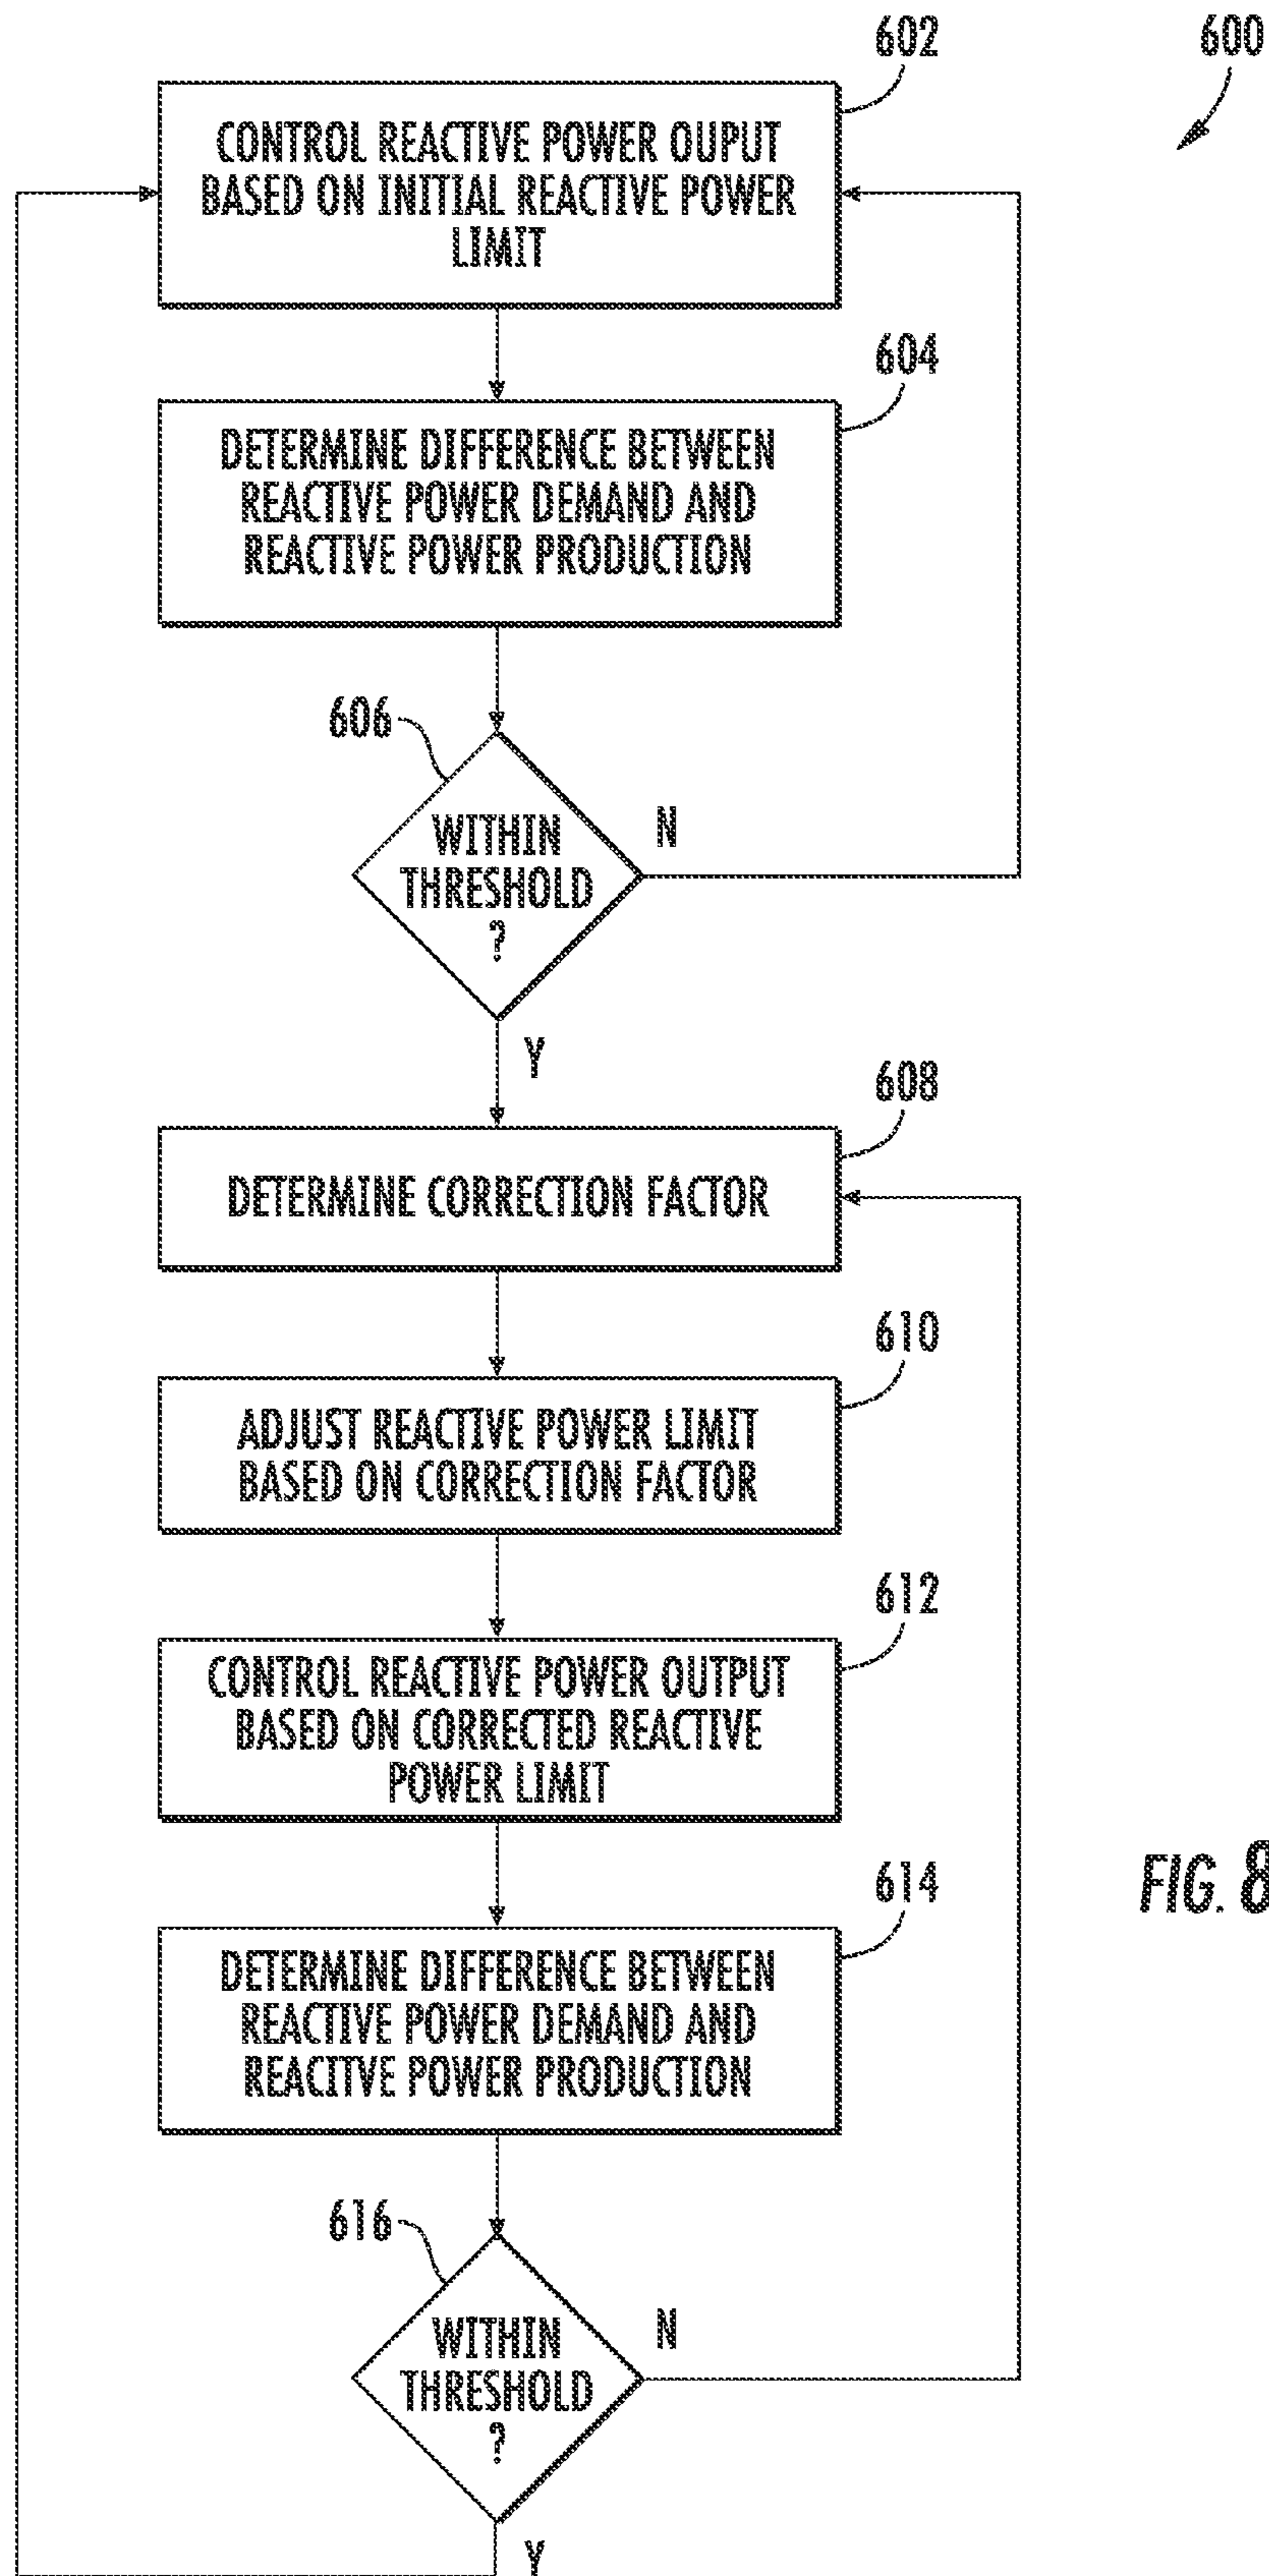 602
600
CONTROL REACTIVE POWER OUPUT
BASED ON INITIAL REACTIVE POWER
LIMIT
604
DETERMINE DIFFERENCE BETWEEN
REACTIVE POWER DEMAND AND
REACTIVE POWER PRODUCTION
606
WITHIN
THRESHOLD
?
N
Y
608
DETERMINE CORRECTION FACTOR
610
ADJUST REACTIVE POWER LIMIT
BASED ON CORRECTION FACTOR
612
CONTROL REACTIVE POWER OUTPUT
BASED ON CORRECTED REACTIVE
POWER LIMIT
FIG. 8
614
DETERMINE DIFFERENCE BETWEEN
REACTIVE POWER DEMAND AND
REACITVE POWER PRODUCTION
616
WITHIN
THRESHOLD
?
N
Y